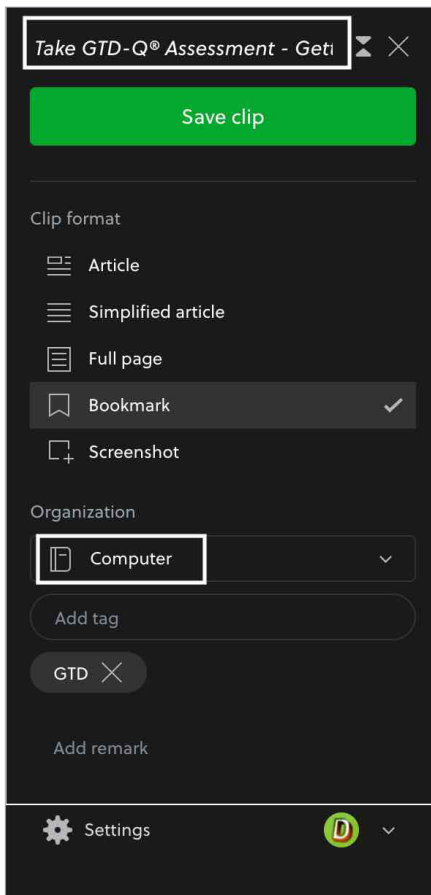 Take GTD-Q® Assessment - Gett
Save clip
Clip format
Article
Simplified article
Full page
Bookmark
Screenshot
Organization
Computer
Add tag
GTD
Add remark
Settings
D